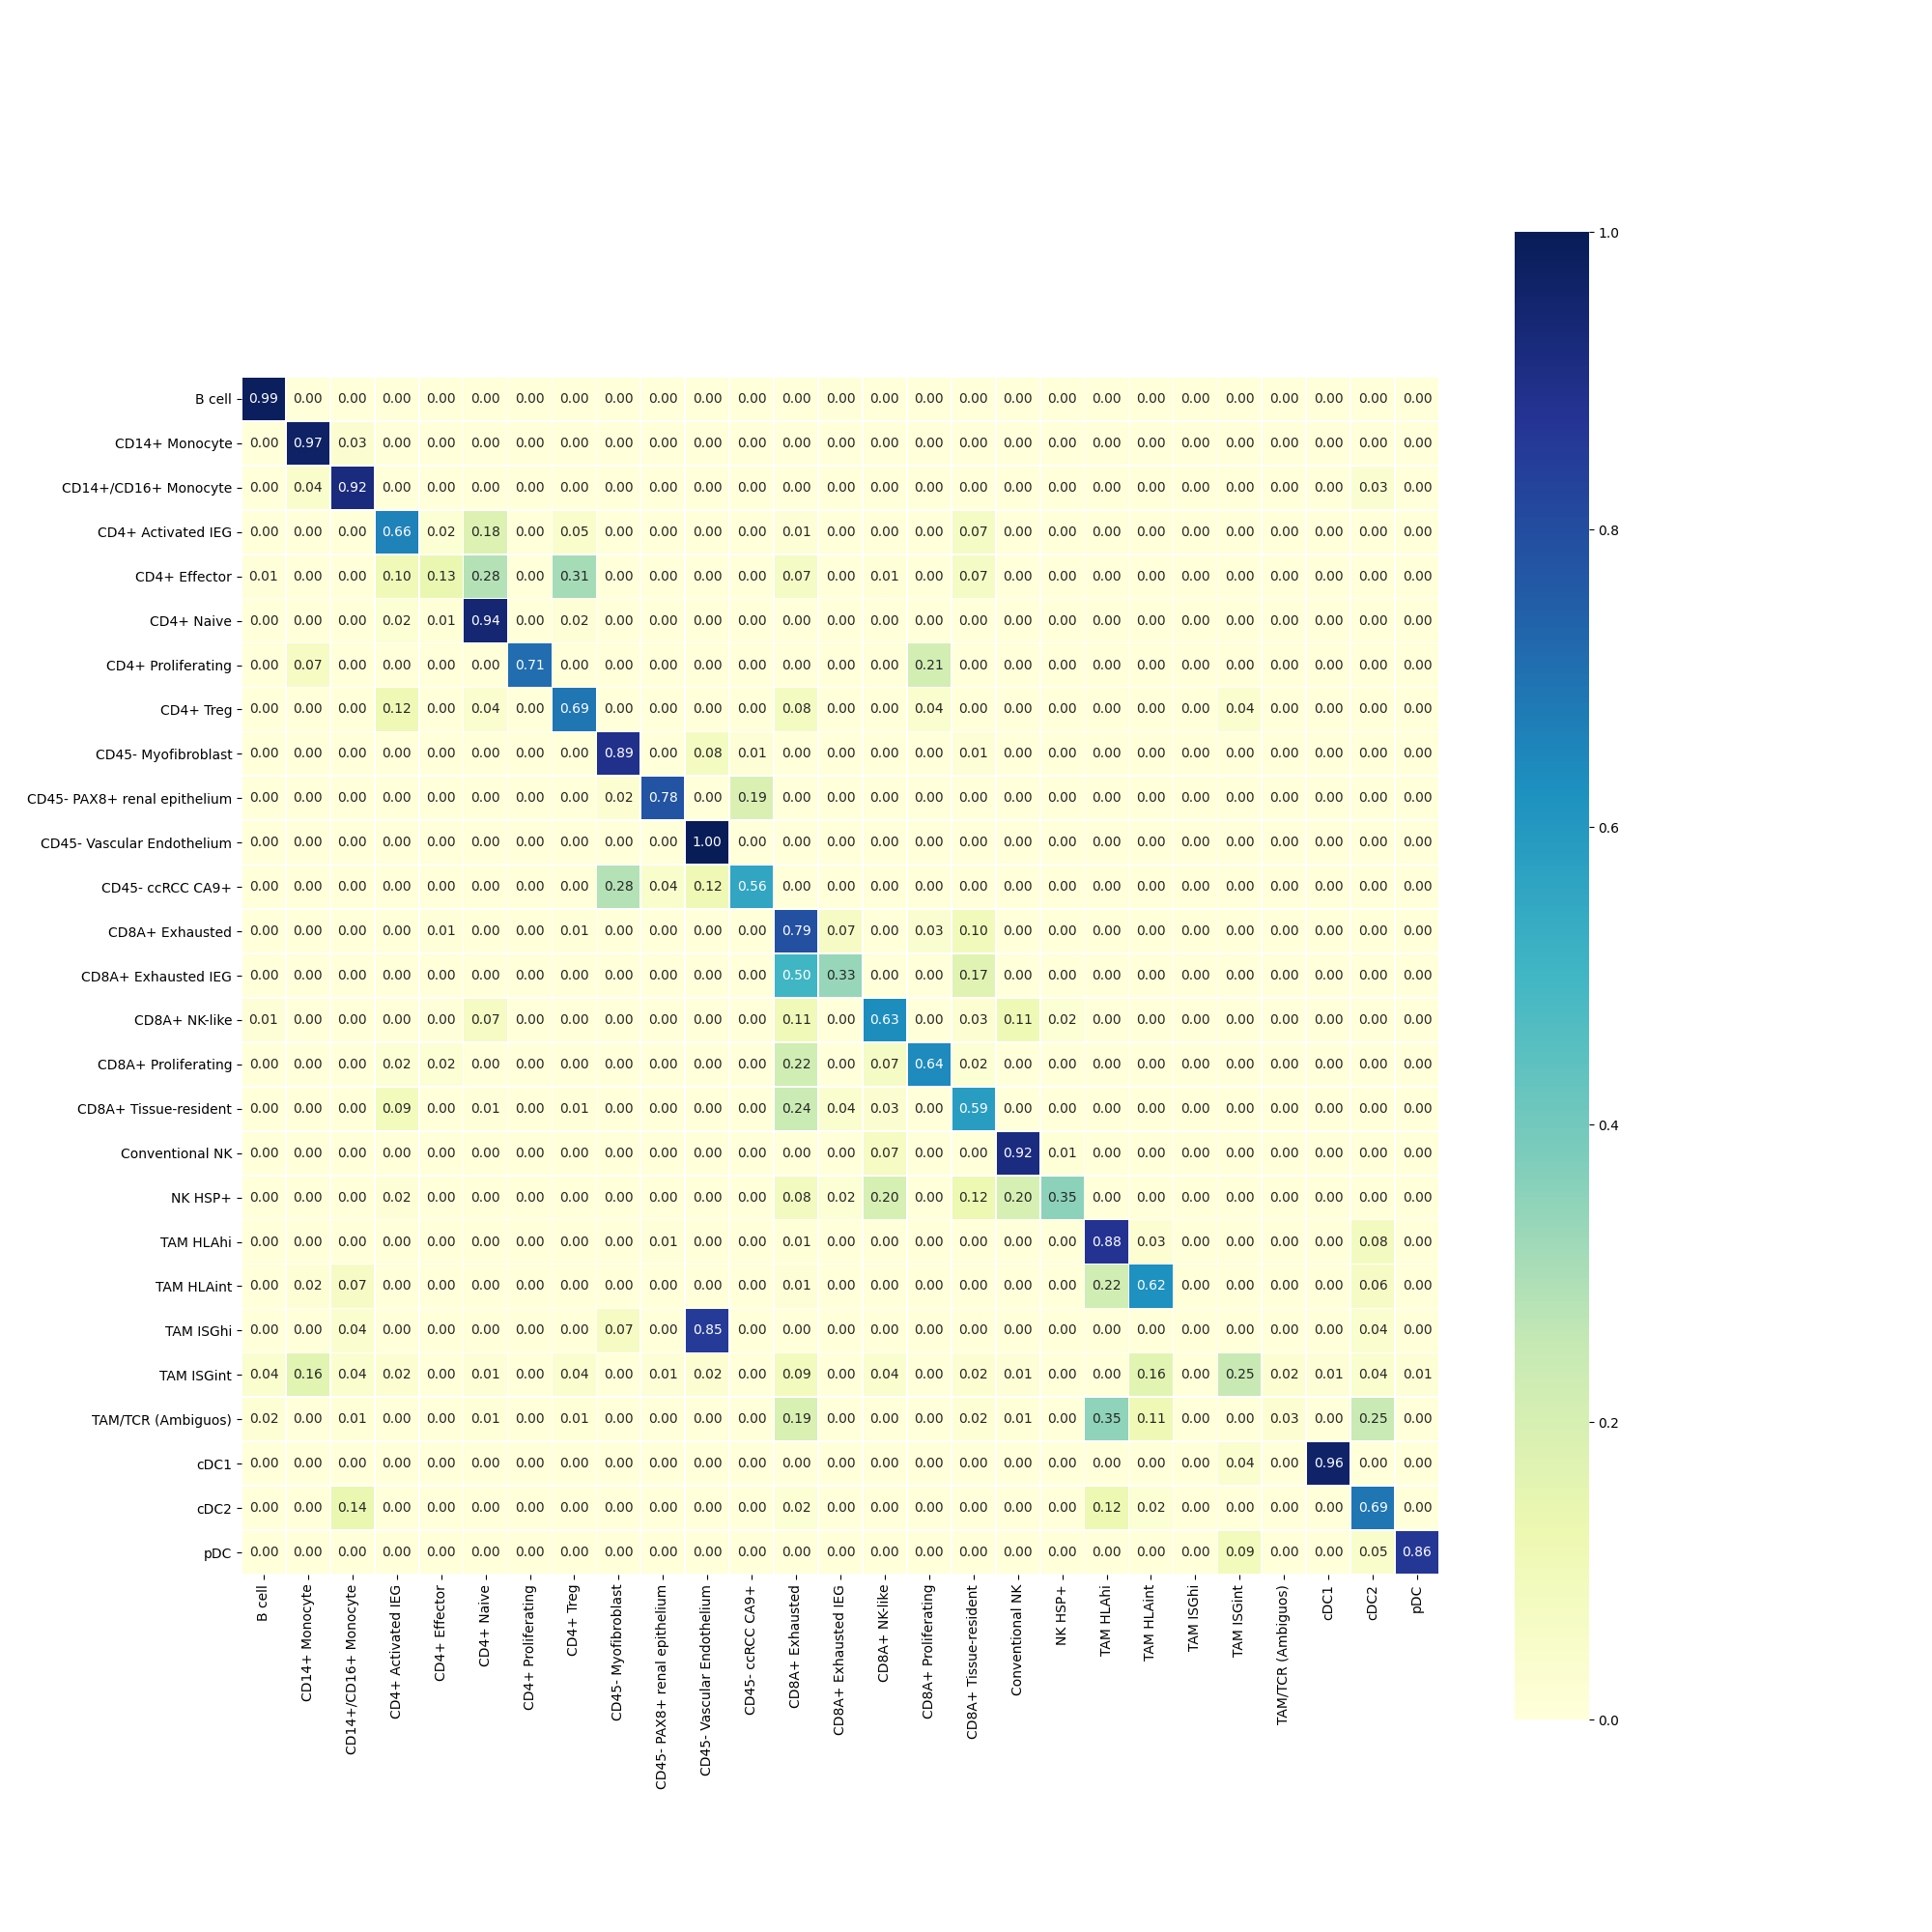 B cell 0.99 0.00 0.00 0.00 0.00 0.00 0.00 0.00 0.00 0.00 0.00 0.00 0.00 0.00 0.00 0.00 0.00 0.00 0.00 0.00 0.00 0.00 0.00 0.00 0.00 0.00 0.00
CD14+ Monocyte 0.00 0.97 0.03 0.00 0.00 0.00 0.00 0.00 0.00 0.00 0.00 0.00 0.00 0.00 0.00 0.00 0.00 0.00 0.00 0.00 0.00 0.00 0.00 0.00 0.00 0.00 0.00
CD14+/CD16+ Monocyte 0.00 0.04 0.92 0.00 0.00 0.00 0.00 0.00 0.00 0.00 0.00 0.00 0.00 0.00 0.00 0.00 0.00 0.00 0.00 0.00 0.00 0.00 0.00 0.00 0.00 0.03 0.00
CD4+ Activated IEG 0.00 0.00 0.00 0.66 0.02 0.18 0.00 0.05 0.00 0.00 0.00 0.00 0.01 0.00 0.00 0.00 0.07 0.00 0.00 0.00 0.00 0.00 0.00 0.00 0.00 0.00 0.00
CD4+ Effector 0.01 0.00 0.00 0.10 0.13 0.28 0.00 0.31 0.00 0.00 0.00 0.00 0.07 0.00 0.01 0.00 0.07 0.00 0.00 0.00 0.00 0.00 0.00 0.00 0.00 0.00 0.00
CD4+ Naive 0.00 0.00 0.00 0.02 0.01 0.94 0.00 0.02 0.00 0.00 0.00 0.00 0.00 0.00 0.00 0.00 0.00 0.00 0.00 0.00 0.00 0.00 0.00 0.00 0.00 0.00 0.00
CD4+ Proliferating 0.00 0.07 0.00 0.00 0.00 0.00 0.71 0.00 0.00 0.00 0.00 0.00 0.00 0.00 0.00 0.21 0.00 0.00 0.00 0.00 0.00 0.00 0.00 0.00 0.00 0.00 0.00
CD4+ Treg 0.00 0.00 0.00 0.12 0.00 0.04 0.00 0.69 0.00 0.00 0.00 0.00 0.08 0.00 0.00 0.04 0.00 0.00 0.00 0.00 0.00 0.00 0.04 0.00 0.00 0.00 0.00
CD45- Myofibroblast 0.00 0.00 0.00 0.00 0.00 0.00 0.00 0.00 0.89 0.00 0.08 0.01 0.00 0.00 0.00 0.00 0.01 0.00 0.00 0.00 0.00 0.00 0.00 0.00 0.00 0.00 0.00
CD45- PAX8+ renal epithelium 0.00 0.00 0.00 0.00 0.00 0.00 0.00 0.00 0.02 0.78 0.00 0.19 0.00 0.00 0.00 0.00 0.00 0.00 0.00 0.00 0.00 0.00 0.00 0.00 0.00 0.00 0.00
CD45- Vascular Endothelium 0.00 0.00 0.00 0.00 0.00 0.00 0.00 0.00 0.00 0.00 1.00 0.00 0.00 0.00 0.00 0.00 0.00 0.00 0.00 0.00 0.00 0.00 0.00 0.00 0.00 0.00 0.00
CD45- ccRCC CA9+ 0.00 0.00 0.00 0.00 0.00 0.00 0.00 0.00 0.28 0.04 0.12 0.56 0.00 0.00 0.00 0.00 0.00 0.00 0.00 0.00 0.00 0.00 0.00 0.00 0.00 0.00 0.00
CD8A+ Exhausted 0.00 0.00 0.00 0.00 0.01 0.00 0.00 0.01 0.00 0.00 0.00 0.00 0.79 0.07 0.00 0.03 0.10 0.00 0.00 0.00 0.00 0.00 0.00 0.00 0.00 0.00 0.00
CD8A+ Exhausted IEG 0.00 0.00 0.00 0.00 0.00 0.00 0.00 0.00 0.00 0.00 0.00 0.00 0.50 0.33 0.00 0.00 0.17 0.00 0.00 0.00 0.00 0.00 0.00 0.00 0.00 0.00 0.00
CD8A+ NK-like 0.01 0.00 0.00 0.00 0.00 0.07 0.00 0.00 0.00 0.00 0.00 0.00 0.11 0.00 0.63 0.00 0.03 0.11 0.02 0.00 0.00 0.00 0.00 0.00 0.00 0.00 0.00
CD8A+ Proliferating 0.00 0.00 0.00 0.02 0.02 0.00 0.00 0.00 0.00 0.00 0.00 0.00 0.22 0.00 0.07 0.64 0.02 0.00 0.00 0.00 0.00 0.00 0.00 0.00 0.00 0.00 0.00
CD8A+ Tissue-resident 0.00 0.00 0.00 0.09 0.00 0.01 0.00 0.01 0.00 0.00 0.00 0.00 0.24 0.04 0.03 0.00 0.59 0.00 0.00 0.00 0.00 0.00 0.00 0.00 0.00 0.00 0.00
Conventional NK 0.00 0.00 0.00 0.00 0.00 0.00 0.00 0.00 0.00 0.00 0.00 0.00 0.00 0.00 0.07 0.00 0.00 0.92 0.01 0.00 0.00 0.00 0.00 0.00 0.00 0.00 0.00
NK HSP+ 0.00 0.00 0.00 0.02 0.00 0.00 0.00 0.00 0.00 0.00 0.00 0.00 0.08 0.02 0.20 0.00 0.12 0.20 0.35 0.00 0.00 0.00 0.00 0.00 0.00 0.00 0.00
TAM HLAhi 0.00 0.00 0.00 0.00 0.00 0.00 0.00 0.00 0.00 0.01 0.00 0.00 0.01 0.00 0.00 0.00 0.00 0.00 0.00 0.88 0.03 0.00 0.00 0.00 0.00 0.08 0.00
TAM HLAint 0.00 0.02 0.07 0.00 0.00 0.00 0.00 0.00 0.00 0.00 0.00 0.00 0.01 0.00 0.00 0.00 0.00 0.00 0.00 0.22 0.62 0.00 0.00 0.00 0.00 0.06 0.00
TAM ISGhi 0.00 0.00 0.04 0.00 0.00 0.00 0.00 0.00 0.07 0.00 0.85 0.00 0.00 0.00 0.00 0.00 0.00 0.00 0.00 0.00 0.00 0.00 0.00 0.00 0.00 0.04 0.00
TAM ISGint 0.04 0.16 0.04 0.02 0.00 0.01 0.00 0.04 0.00 0.01 0.02 0.00 0.09 0.00 0.04 0.00 0.02 0.01 0.00 0.00 0.16 0.00 0.25 0.02 0.01 0.04 0.01
TAM/TCR (Ambiguos) 0.02 0.00 0.01 0.00 0.00 0.01 0.00 0.01 0.00 0.00 0.00 0.00 0.19 0.00 0.00 0.00 0.02 0.01 0.00 0.35 0.11 0.00 0.00 0.03 0.00 0.25 0.00
cDC1 0.00 0.00 0.00 0.00 0.00 0.00 0.00 0.00 0.00 0.00 0.00 0.00 0.00 0.00 0.00 0.00 0.00 0.00 0.00 0.00 0.00 0.00 0.04 0.00 0.96 0.00 0.00
cDC2 0.00 0.00 0.14 0.00 0.00 0.00 0.00 0.00 0.00 0.00 0.00 0.00 0.02 0.00 0.00 0.00 0.00 0.00 0.00 0.12 0.02 0.00 0.00 0.00 0.00 0.69 0.00
pDC 0.00 0.00 0.00 0.00 0.00 0.00 0.00 0.00 0.00 0.00 0.00 0.00 0.00 0.00 0.00 0.00 0.00 0.00 0.00 0.00 0.00 0.00 0.09 0.00 0.00 0.05 0.86
B cell
CD14+ Monocyte
CD14+/CD16+ Monocyte
CD4+ Activated IEG
CD4+ Effector
CD4+ Naive
CD4+ Proliferating
CD4+ Treg
CD45- Myofibroblast
CD45- PAX8+ renal epithelium
CD45- Vascular Endothelium
CD45- ccRCC CA9+
CD8A+ Exhausted
CD8A+ Exhausted IEG
CD8A+ NK-like
CD8A+ Proliferating
CD8A+ Tissue-resident
Conventional NK
NK HSP+
TAM HLAhi
TAM HLAint
TAM ISGhi
TAM ISGint
TAM/TCR (Ambiguos)
cDC1
cDC2
pDC
1.0
0.8
0.6
0.4
0.2
0.0